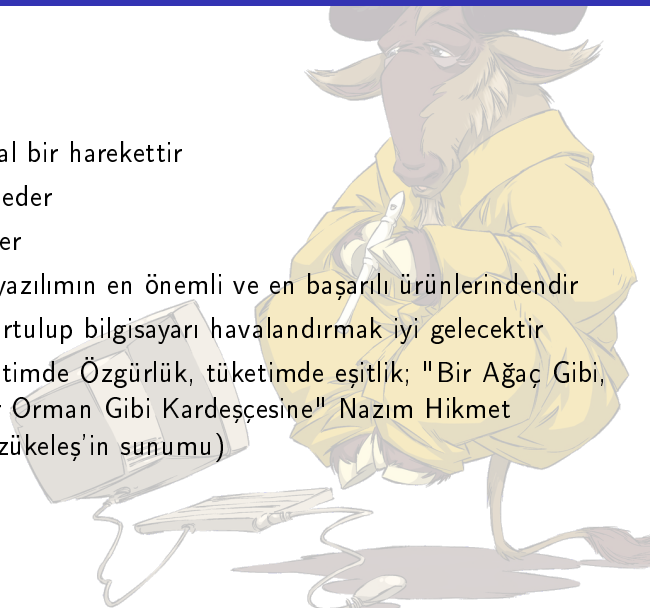 al bir harekettir
eder
er
yazılımın en önemli ve en başarılı ürünlerindendir
rtulup bilgisayarı havalandırmak iyi gelecektir
timde Özgürlük, tüketimde eşitlik; "Bir Ağaç Gibi,
r Orman Gibi Kardeşçesine" Nazım Hikmet
zükeleş'in sunumu)